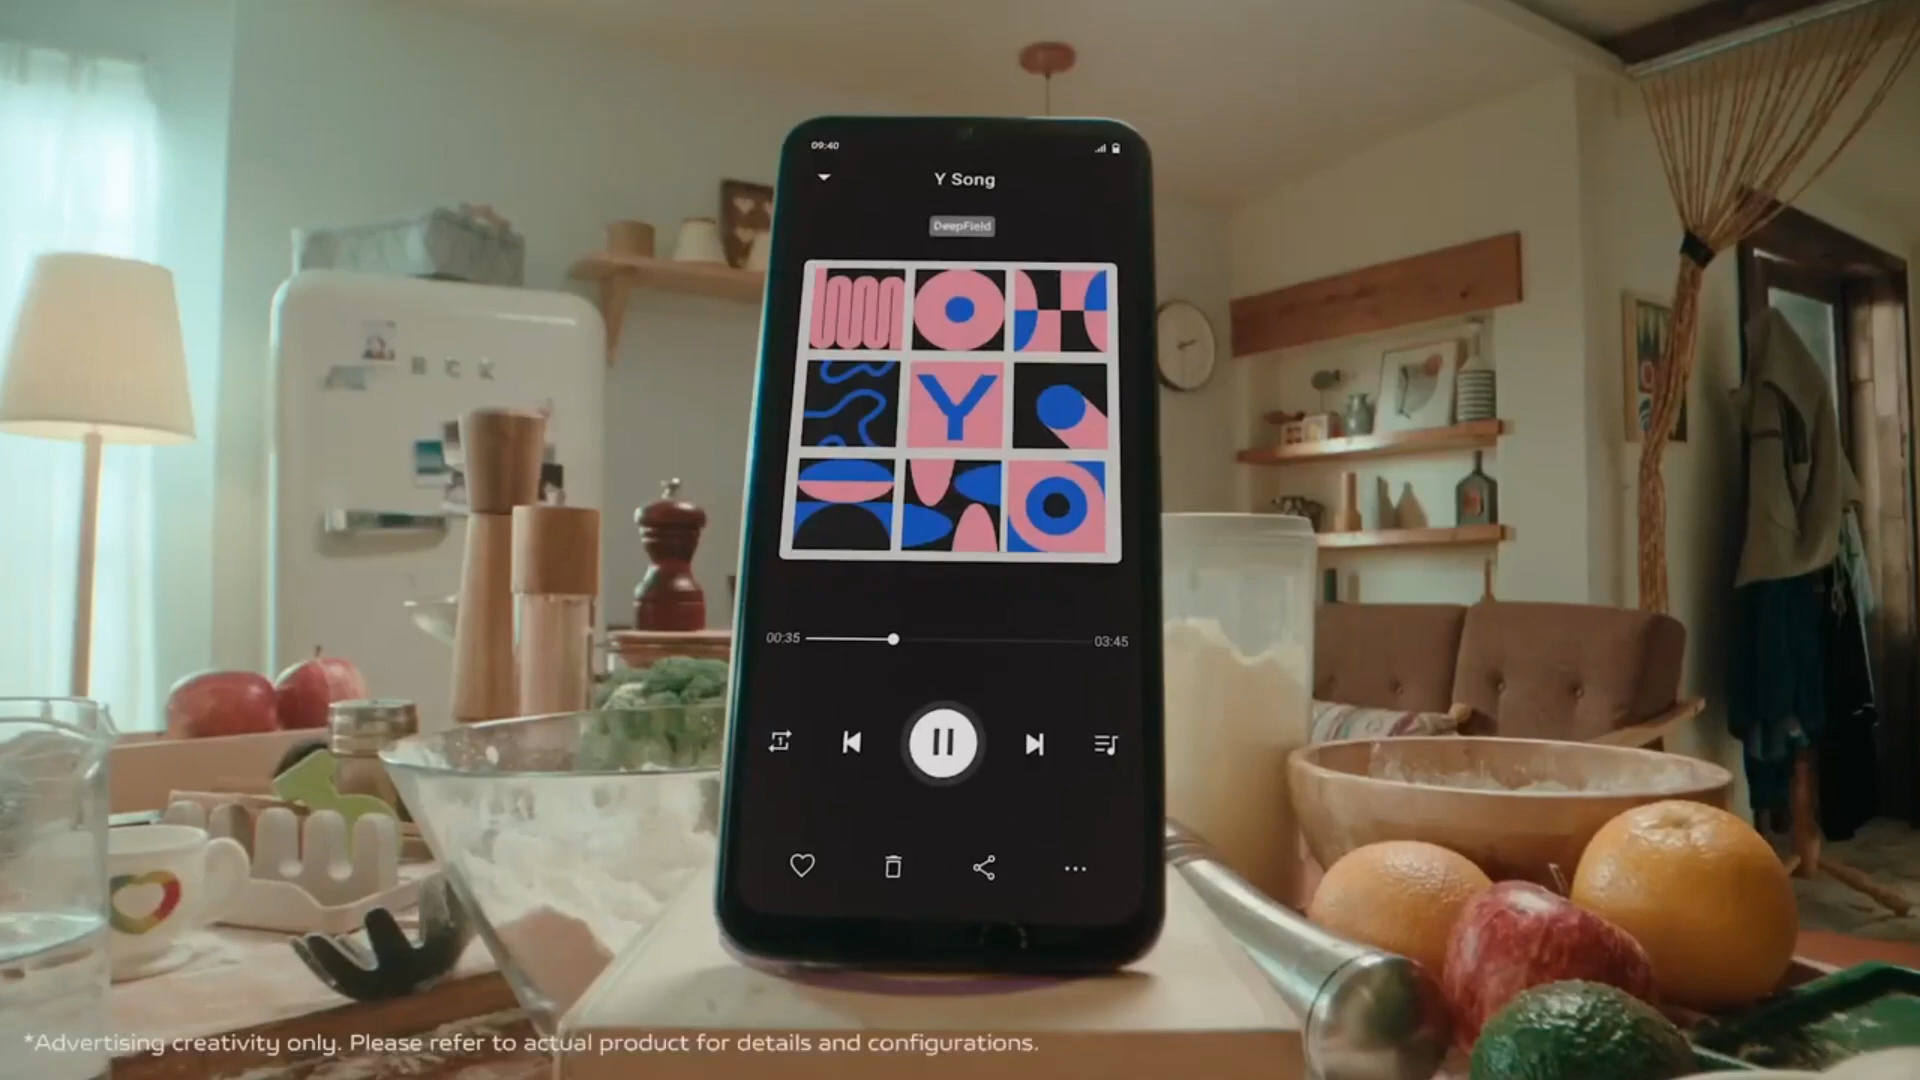 09:40
Y Song
DeepField
Y
00:35
03:45
B C K
*Advertising creativity only. Please refer to actual product for details and configurations.